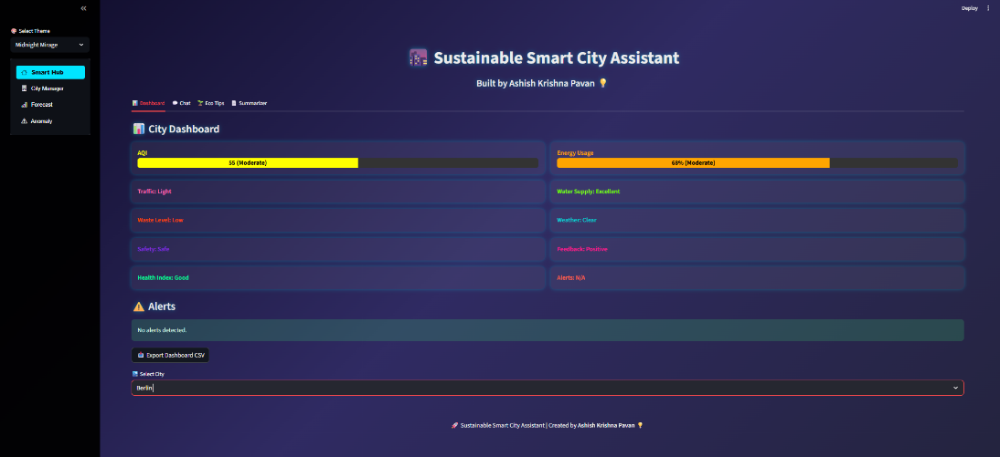 Deploy
Select Theme
Midnight Mirage
Smart Hub
City Manager
Forecast
Anomaly
Sustainable Smart City Assistant
Built by Ashish Krishna Pavan
Dashboard
Chat
Eco Tips
Summarizer
City Dashboard
AQI
55 (Moderate)
Energy Usage
68% (Moderate)
Traffic: Light
Water Supply: Excellent
Waste Level: Low
Weather: Clear
Safety: Safe
Feedback: Positive
Health Index: Good
Alerts: N/A
Alerts
No alerts detected.
Export Dashboard CSV
Select City
Berlin
Sustainable Smart City Assistant | Created by Ashish Krishna Pavan